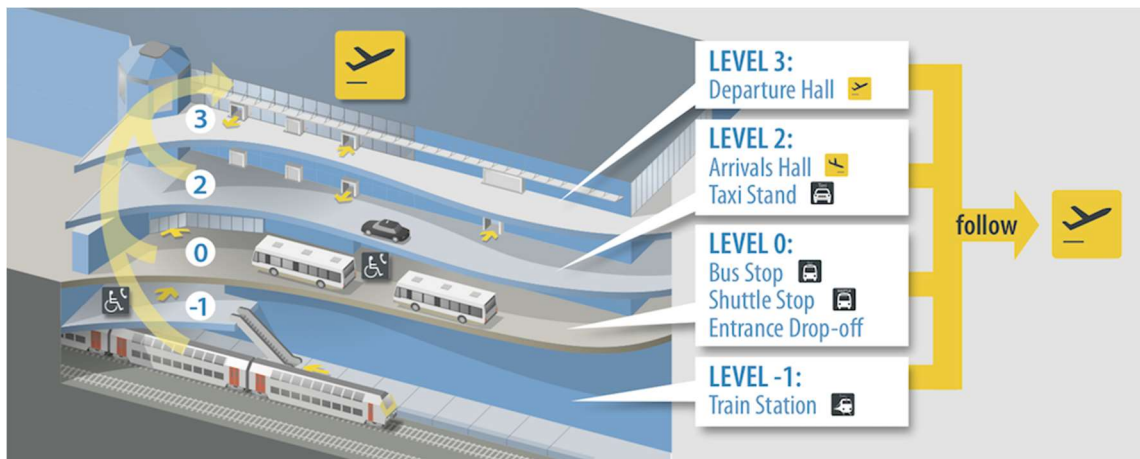 3
2
0
-1
LEVEL 3:
Departure Hall
LEVEL 2:
Arrivals Hall
Taxi Stand
LEVEL 0:
Bus Stop
Shuttle Stop
Entrance Drop-off
LEVEL -1:
Train Station
follow